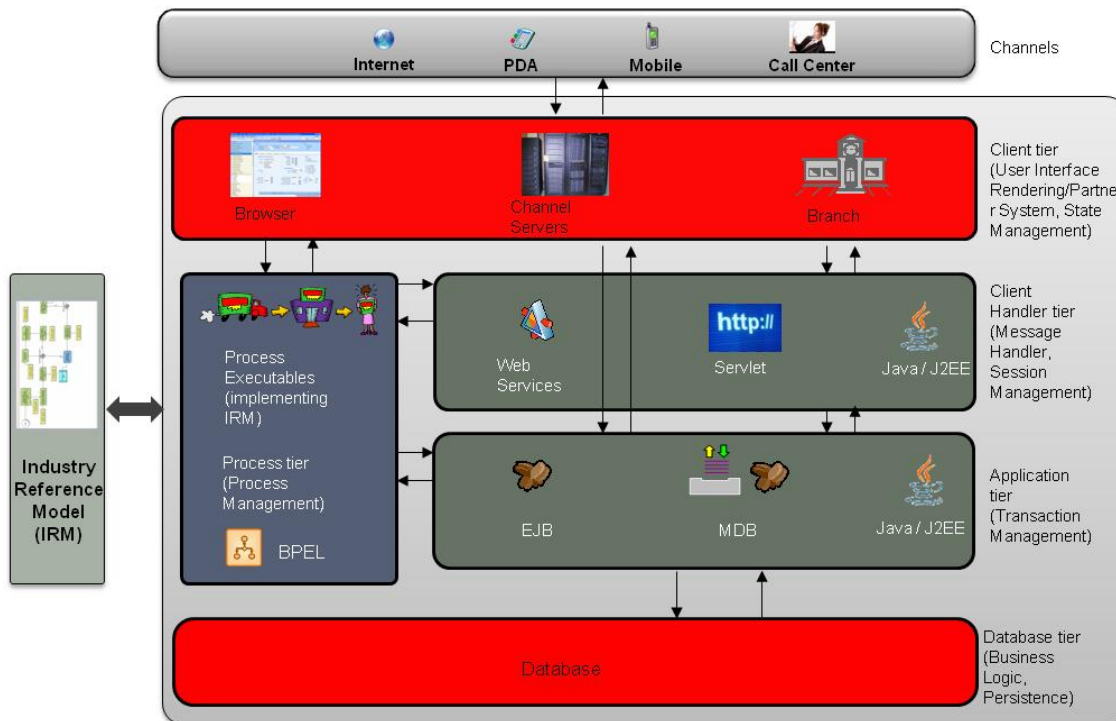 Internet
PDA
Mobile
Call Center
Channels
Browser
Channel
Servers
Branch
Client tier
(User Interface
Rendering/Partne
r System, State
Management)
Industry
Reference
Model
(IRM)
Process
Executables
(implementing
IRM)
Process tier
(Process
Management)
BPEL
Web
Services
http://
Servlet
Java / J2EE
Client
Handler tier
(Message
Handler,
Session
Management)
EJB
MDB
Java / J2EE
Application
tier
(Transaction
Management)
Database
Database tier
(Business
Logic,
Persistence)